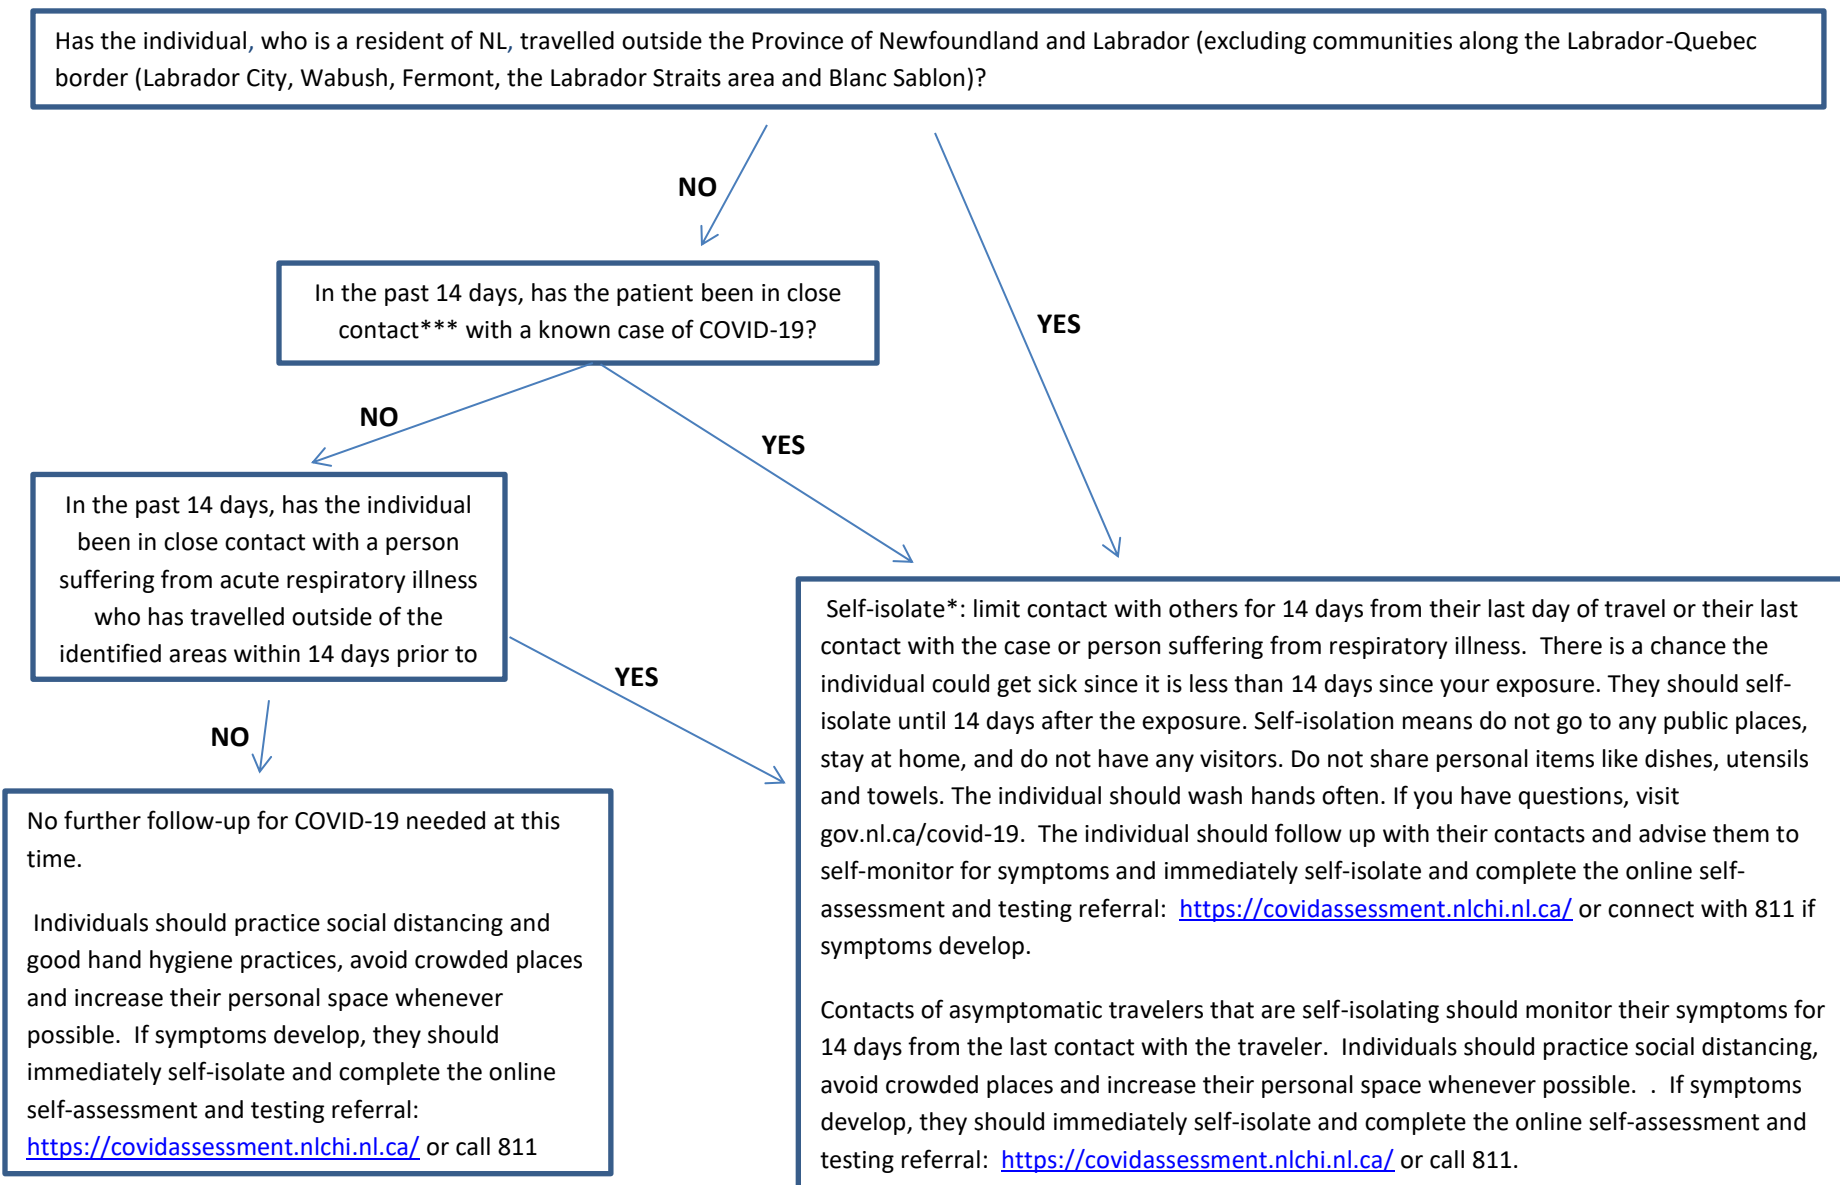 Has the individual, who is a resident of NL, travelled outside the Province of Newfoundland and Labrador (excluding communities along the Labrador-Quebec
border (Labrador City, Wabush, Fermont, the Labrador Straits area and Blanc Sablon)?
NO
YES
In the past 14 days, has the patient been in close
contact*** with a known case of COVID-19?
NO
YES
In the past 14 days, has the individual
been in close contact with a person
suffering from acute respiratory illness
who has travelled outside of the
identified areas within 14 days prior to
NO
YES
No further follow-up for COVID-19 needed at this
time.
Individuals should practice social distancing and
good hand hygiene practices, avoid crowded places
and increase their personal space whenever
possible.  If symptoms develop, they should
immediately self-isolate and complete the online
self-assessment and testing referral:
https://covidassessment.nlchi.nl.ca/ or call 811
Self-isolate*: limit contact with others for 14 days from their last day of travel or their last
contact with the case or person suffering from respiratory illness.  There is a chance the
individual could get sick since it is less than 14 days since your exposure. They should self-
isolate until 14 days after the exposure. Self-isolation means do not go to any public places,
stay at home, and do not have any visitors. Do not share personal items like dishes, utensils
and towels. The individual should wash hands often. If you have questions, visit
gov.nl.ca/covid-19.  The individual should follow up with their contacts and advise them to
self-monitor for symptoms and immediately self-isolate and complete the online self-
assessment and testing referral:  https://covidassessment.nlchi.nl.ca/ or connect with 811 if
symptoms develop.
Contacts of asymptomatic travelers that are self-isolating should monitor their symptoms for
14 days from the last contact with the traveler.  Individuals should practice social distancing,
avoid crowded places and increase their personal space whenever possible. .  If symptoms
develop, they should immediately self-isolate and complete the online self-assessment and
testing referral:  https://covidassessment.nlchi.nl.ca/ or call 811.